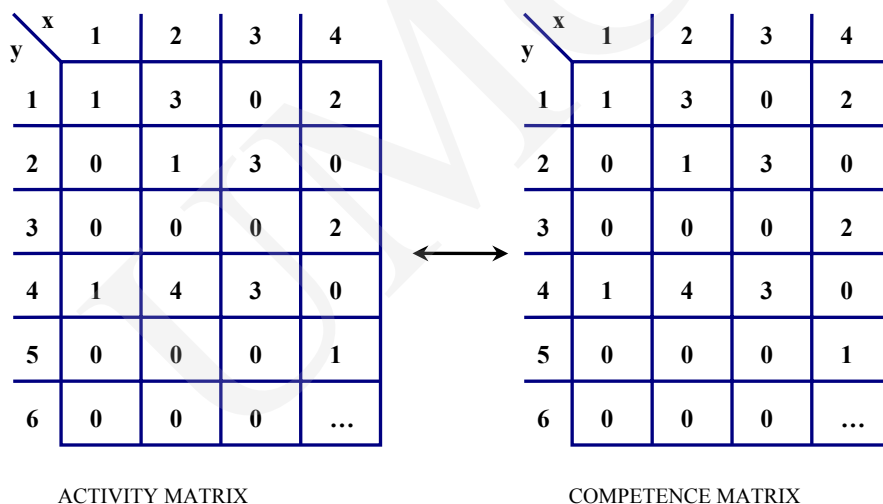 x 1 2 3 4 x 1 2 3 4
y y
1 1 3 0 2 1 1 3 0 2
2 0 1 3 0 2 0 1 3 0
3 0 0 0 2 3 0 0 0 2
4 1 4 3 0 4 1 4 3 0
5 0 0 0 1 5 0 0 0 1
6 0 0 0 ... 6 0 0 0 ...
ACTIVITY MATRIX COMPETENCE MATRIX